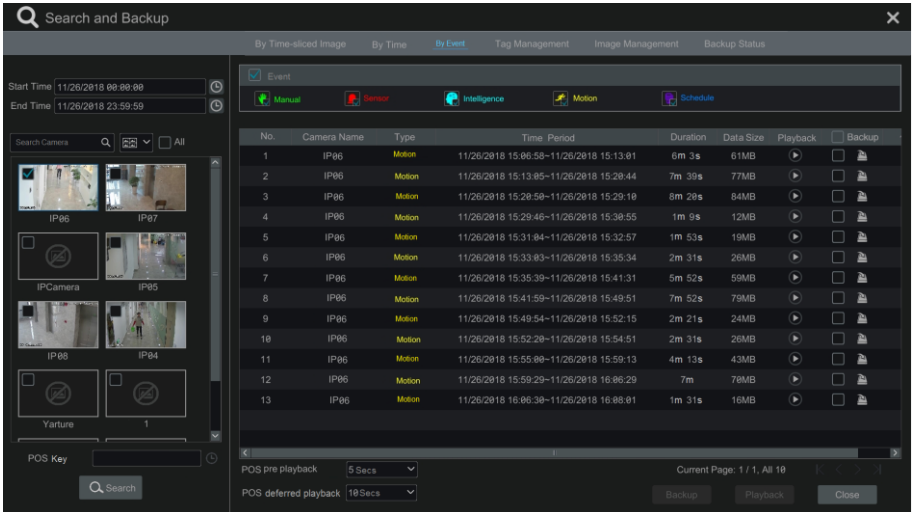 Search and Backup
By Time-sliced Image By Time By Event Tag Management Image Management Backup Status
Start Time 11/26/2018 00:00:00
End Time 11/26/2018 23:59:59
Search Camera All
IP06 IP07
IPCamera IP05
IP08 IP04
Yarture 1
POS Key
Search
Event
Manual Sensor Intelligence Motion Schedule
No. Camera Name Type Time Period Duration Data Size Playback Backup
1 IP06 Motion 11/26/2018 15:06:58~11/26/2018 15:13:01 6m 3s 61MB
2 IP06 Motion 11/26/2018 15:13:05~11/26/2018 15:20:44 7m 39s 77MB
3 IP06 Motion 11/26/2018 15:20:50~11/26/2018 15:29:10 8m 20s 84MB
4 IP06 Motion 11/26/2018 15:29:46~11/26/2018 15:30:55 1m 9s 12MB
5 IP06 Motion 11/26/2018 15:31:04~11/26/2018 15:32:57 1m 53s 19MB
6 IP06 Motion 11/26/2018 15:33:03~11/26/2018 15:35:34 2m 31s 26MB
7 IP06 Motion 11/26/2018 15:35:39~11/26/2018 15:41:31 5m 52s 59MB
8 IP06 Motion 11/26/2018 15:41:59~11/26/2018 15:49:51 7m 52s 79MB
9 IP06 Motion 11/26/2018 15:49:54~11/26/2018 15:52:15 2m 21s 24MB
10 IP06 Motion 11/26/2018 15:52:20~11/26/2018 15:54:51 2m 31s 26MB
11 IP06 Motion 11/26/2018 15:55:00~11/26/2018 15:59:13 4m 13s 43MB
12 IP06 Motion 11/26/2018 15:59:29~11/26/2018 16:06:29 7m 70MB
13 IP06 Motion 11/26/2018 16:06:30~11/26/2018 16:08:01 1m 31s 16MB
POS pre playback 5 Secs Current Page: 1 / 1, All 10
POS deferred playback 10Secs Backup Playback Close